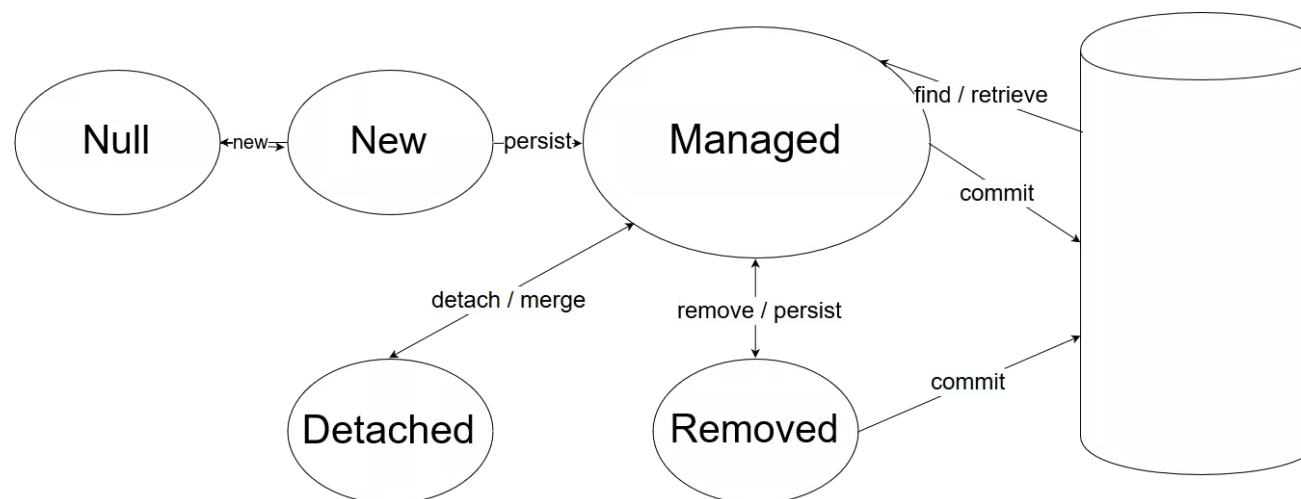 Null
new
New
persist
Managed
find / retrieve
commit
detach / merge
remove / persist
Detached
Removed
commit